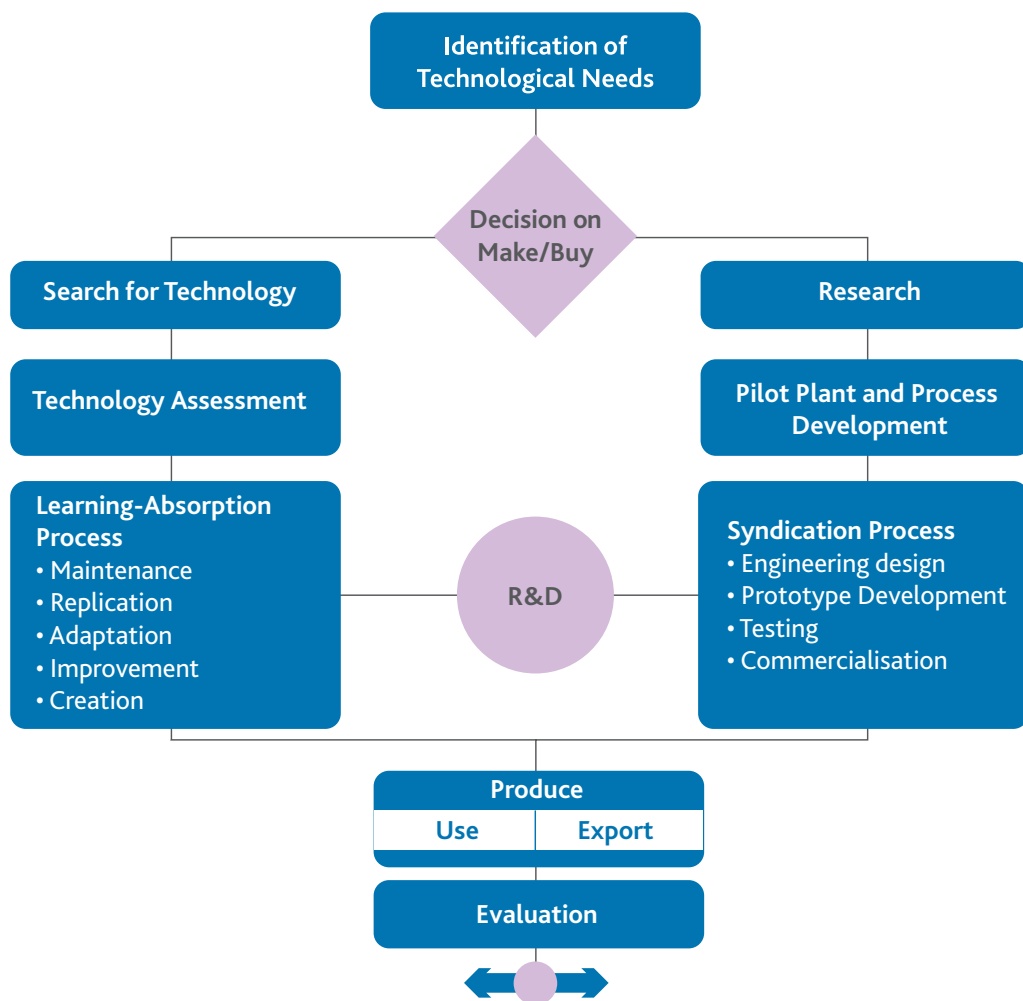 Identification of
Technological Needs
Decision on
Make/Buy
Search for Technology
Research
Technology Assessment
Pilot Plant and Process
Development
Learning-Absorption
Process
• Maintenance
• Replication
• Adaptation
• Improvement
• Creation
R&D
Syndication Process
• Engineering design
• Prototype Development
• Testing
• Commercialisation
Produce
Use
Export
Evaluation